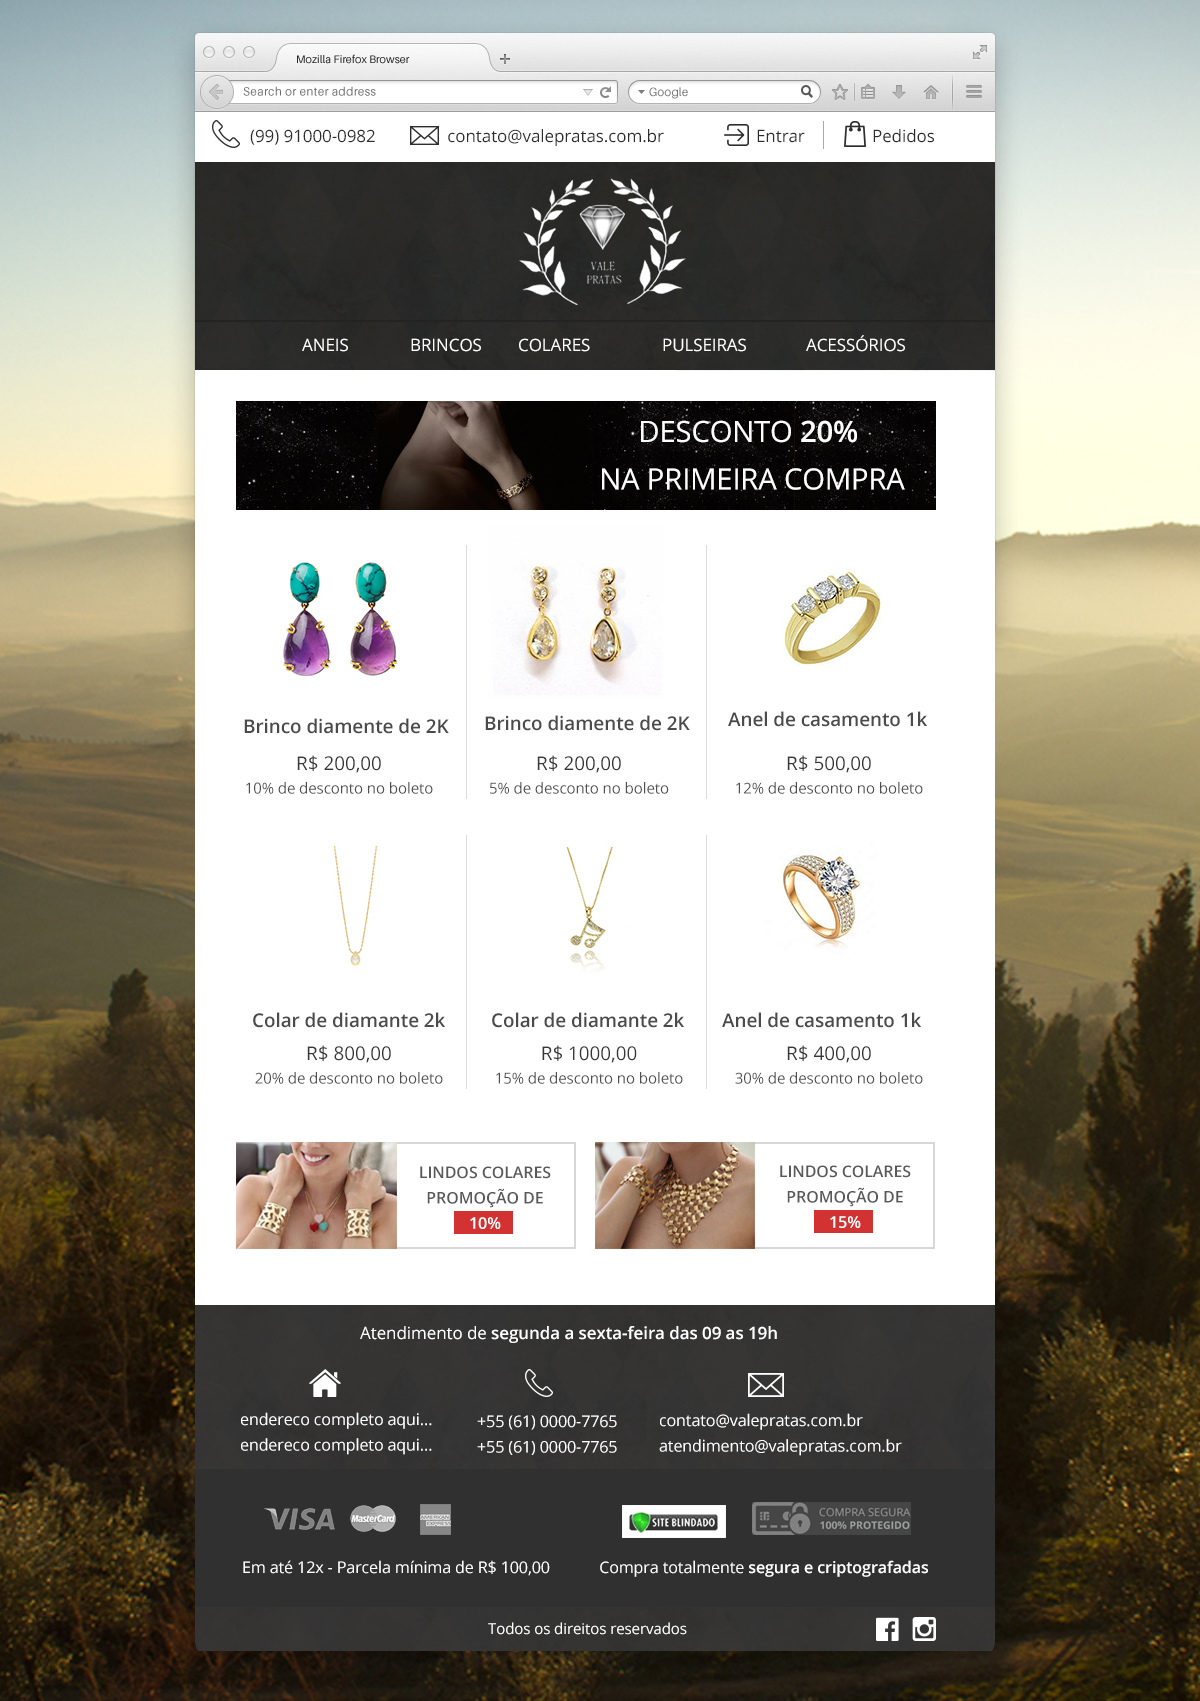 Mozilla Firefox Browser
Search or enter address
Google
(99) 91000-0982
contato@valepratas.com.br
Entrar
Pedidos
VALE
PRATAS
ANEIS
BRINCOS
COLARES
PULSEIRAS
ACESSÓRIOS
DESCONTO 20%
NA PRIMEIRA COMPRA
Brinco diamente de 2K
R$ 200,00
10% de desconto no boleto
Brinco diamente de 2K
R$ 200,00
5% de desconto no boleto
Anel de casamento 1k
R$ 500,00
12% de desconto no boleto
Colar de diamante 2k
R$ 800,00
20% de desconto no boleto
Colar de diamante 2k
R$ 1000,00
15% de desconto no boleto
Anel de casamento 1k
R$ 400,00
30% de desconto no boleto
LINDOS COLARES
PROMOÇÃO DE
10%
LINDOS COLARES
PROMOÇÃO DE
15%
Atendimento de segunda a sexta-feira das 09 as 19h
endereco completo aqui...
endereco completo aqui...
+55 (61) 0000-7765
+55 (61) 0000-7765
contato@valepratas.com.br
atendimento@valepratas.com.br
VISA
MasterCard
AMERICAN
EXPRESS
SITE BLINDADO
COMPRA SEGURA
100% PROTEGIDO
Em até 12x - Parcela mínima de R$ 100,00
Compra totalmente segura e criptografadas
Todos os direitos reservados